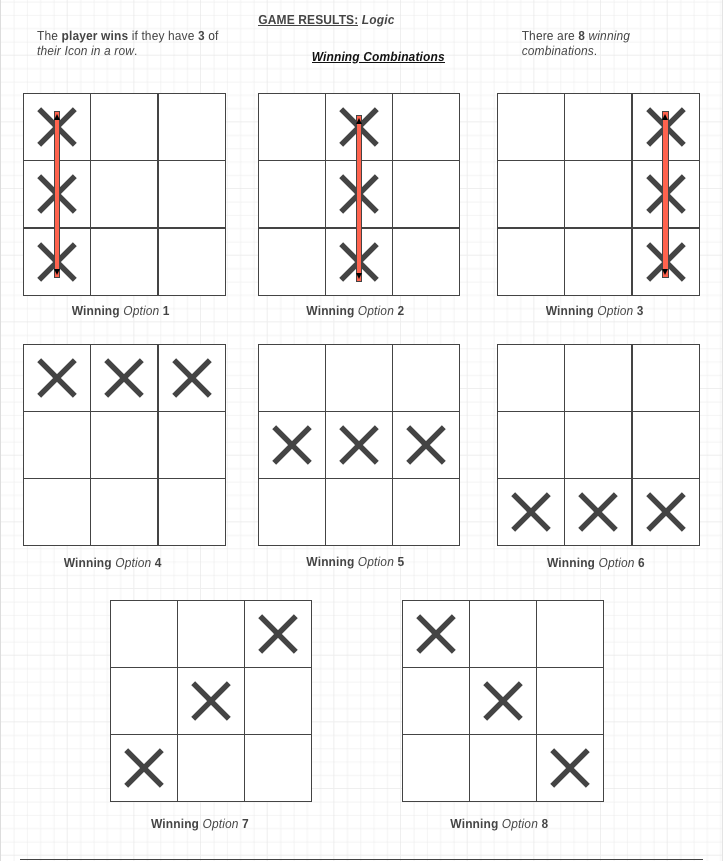 GAME RESULTS: Logic
The player wins if they have 3 of
their Icon in a row.
There are 8 winning
combinations.
Winning Combinations
Winning Option 1
Winning Option 2
Winning Option 3
Winning Option 4
Winning Option 5
Winning Option 6
Winning Option 7
Winning Option 8